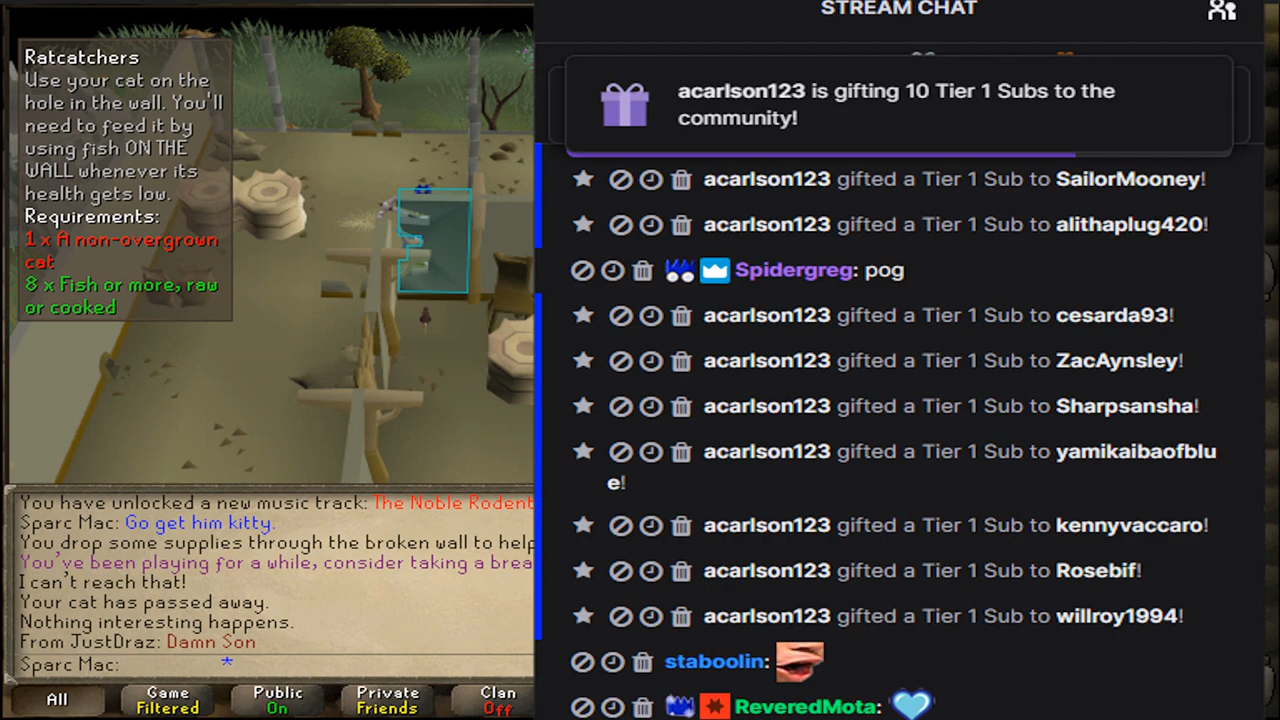 Ratcatchers
Use your cat on the
hole in the wall. You'll
need to feed it by
using fish ON THE
WALL whenever its
health gets low.
Requirements:
1 x A non-overgrown
cat
8 x Fish or more, raw
or cooked
You have unlocked a new music track: The Noble Rodent
Sparc Mac: Go get him kitty.
You drop some supplies through the broken wall to help
You've been playing for a while, consider taking a brea
I can't reach that!
Your cat has passed away.
Nothing interesting happens.
From JustDraz: Damn Son
Sparc Mac: *
All
Game
Filtered
Public
On
Private
Friends
Clan
Off
STREAM CHAT
acarlson123 is gifting 10 Tier 1 Subs to the
community!
acarlson123 gifted a Tier 1 Sub to SailorMooney!
acarlson123 gifted a Tier 1 Sub to alithaplug420!
Spidergreg: pog
acarlson123 gifted a Tier 1 Sub to cesarda93!
acarlson123 gifted a Tier 1 Sub to ZacAynsley!
acarlson123 gifted a Tier 1 Sub to Sharpsansha!
acarlson123 gifted a Tier 1 Sub to yamikaibaofblu
e!
acarlson123 gifted a Tier 1 Sub to kennyvaccaro!
acarlson123 gifted a Tier 1 Sub to Rosebif!
acarlson123 gifted a Tier 1 Sub to willroy1994!
staboolin:
ReveredMota: